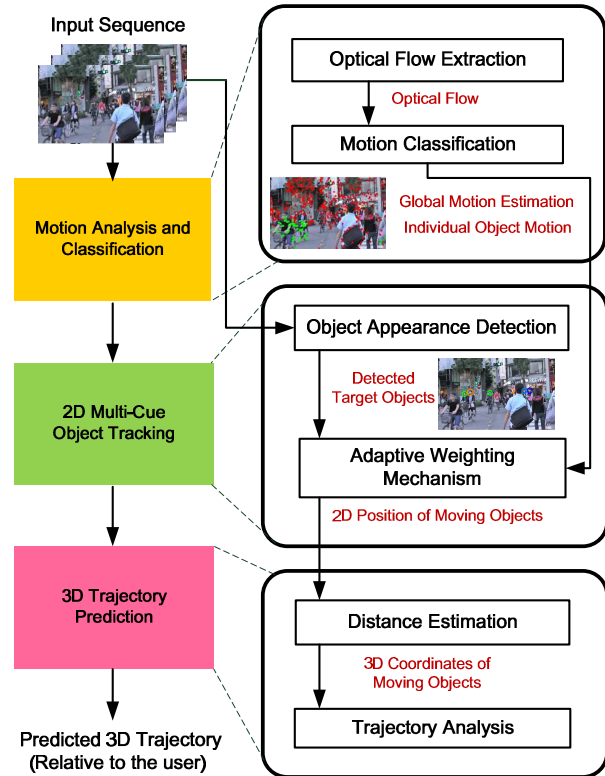 Input Sequence
Optical Flow Extraction
Optical Flow
Motion Classification
Global Motion Estimation
Individual Object Motion
Motion Analysis and
Classification
Object Appearance Detection
Detected
Target Objects
2D Multi-Cue
Object Tracking
Adaptive Weighting
Mechanism
2D Position of Moving Objects
3D Trajectory
Prediction
Distance Estimation
3D Coordinates of
Moving Objects
Trajectory Analysis
Predicted 3D Trajectory
(Relative to the user)